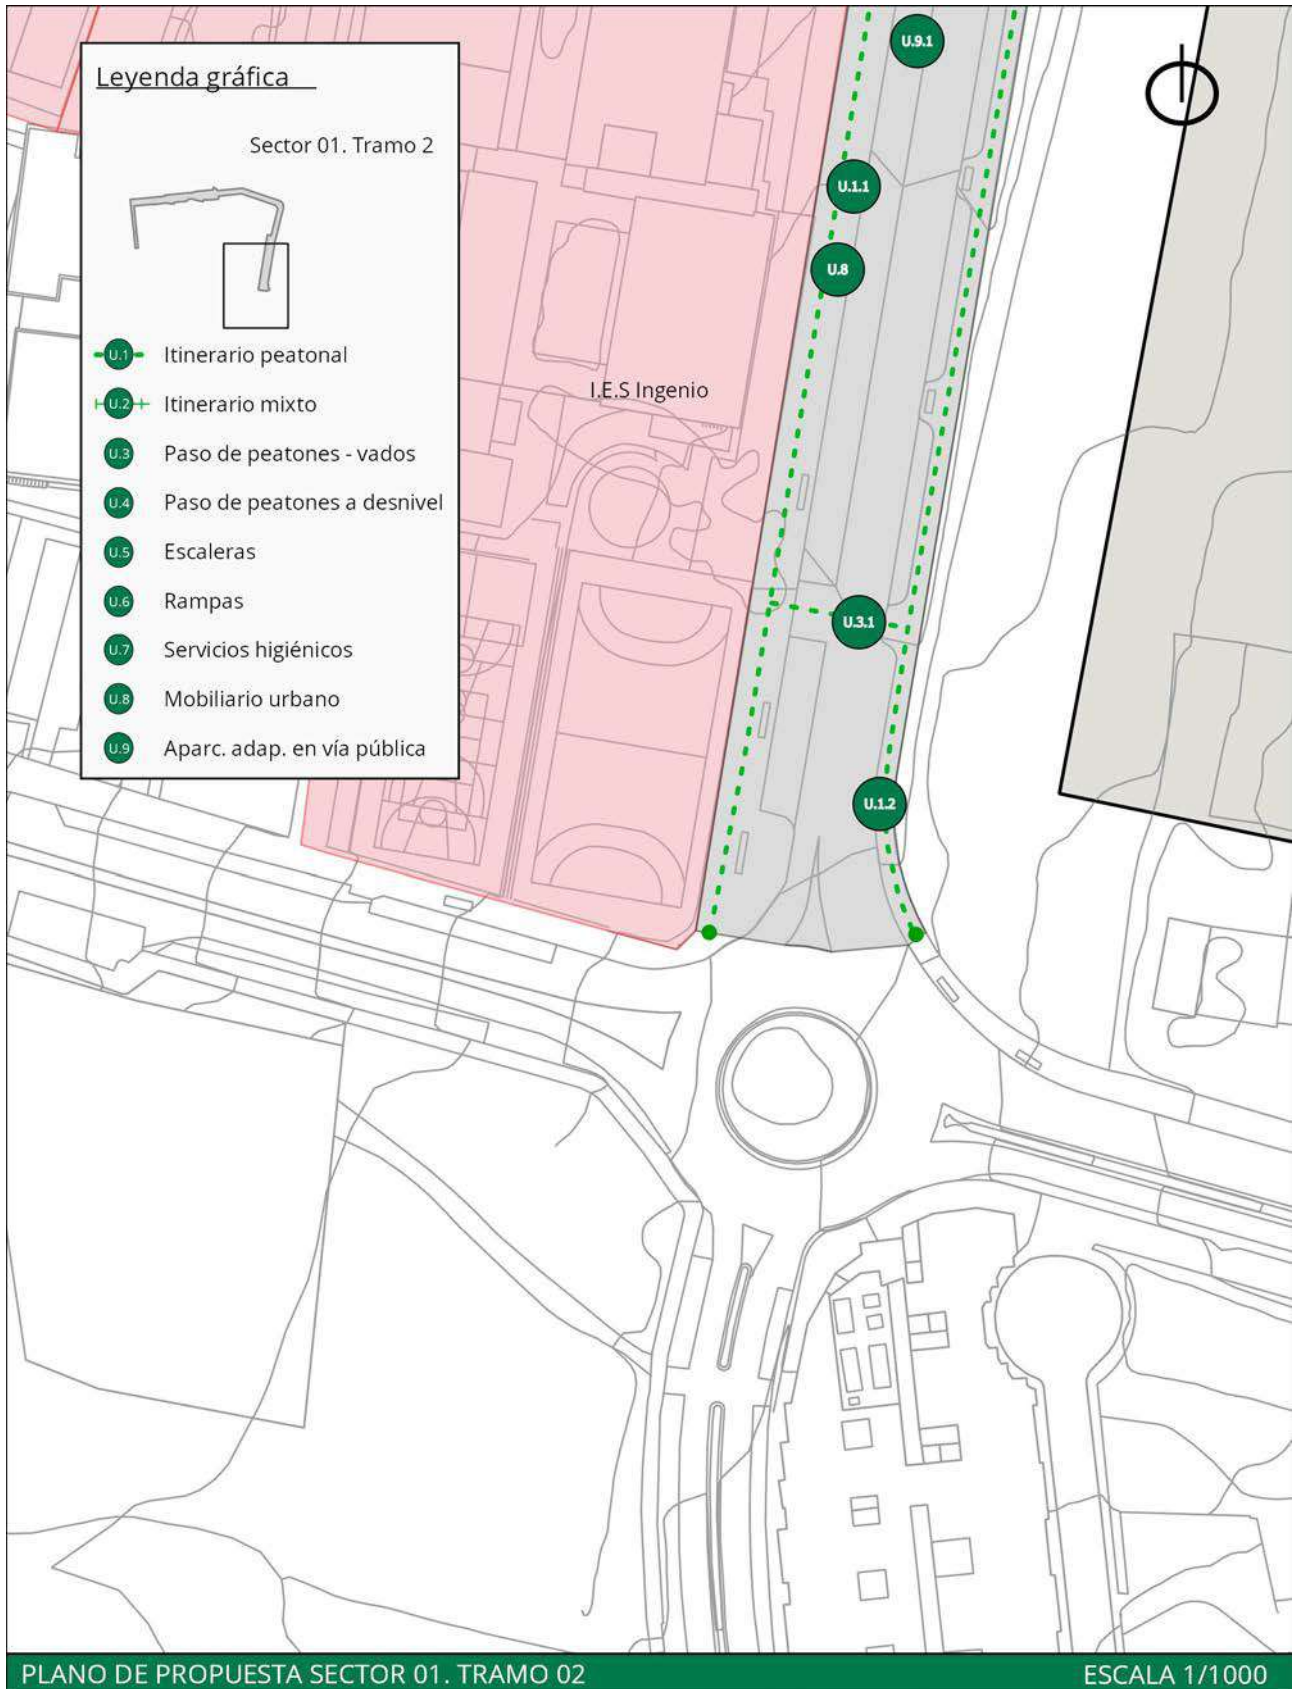 Leyenda gráfica
Sector 01. Tramo 2
U.1 Itinerario peatonal
U.2 Itinerario mixto
U.3 Paso de peatones - vados
U.4 Paso de peatones a desnivel
U.5 Escaleras
U.6 Rampas
U.7 Servicios higiénicos
U.8 Mobiliario urbano
U.9 Aparc. adap. en vía pública
U.9.1
U.1.1
U.8
I.E.S Ingenio
U.3.1
U.1.2
PLANO DE PROPUESTA SECTOR 01. TRAMO 02
ESCALA 1/1000